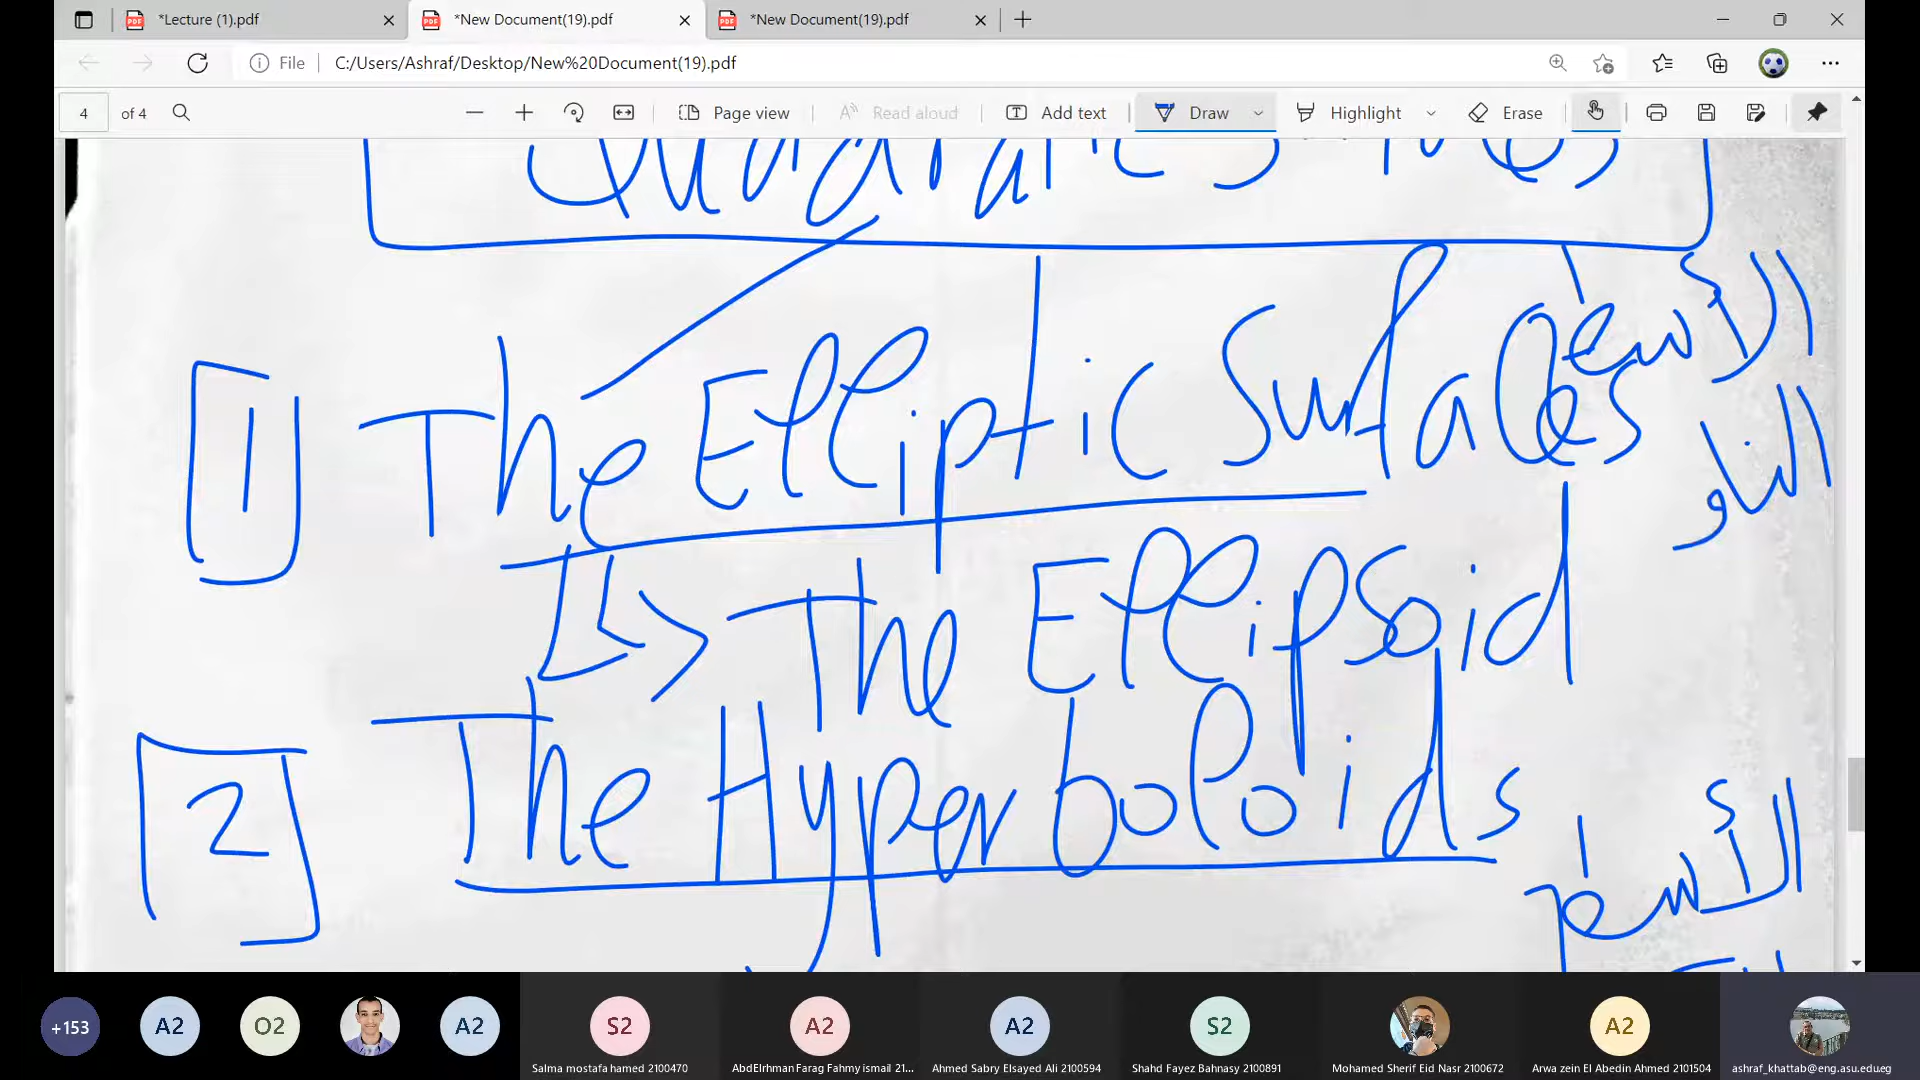 *Lecture (1).pdf
*New Document(19).pdf
*New Document(19).pdf
File
C:/Users/Ashraf/Desktop/New%20Document(19).pdf
4 of 4
Page view
Read aloud
Add text
Draw
Highlight
Erase
1 The Elliptic Surfaces
The Ellipsoid
2 The Hyperboloids
+153
A2
O2
A2
S2
A2
A2
S2
A2
Salma mostafa hamed 2100470
AbdElrhman Farag Fahmy ismail 21...
Ahmed Sabry Elsayed Ali 2100594
Shahd Fayez Bahnasy 2100891
Mohamed Sherif Eid Nasr 2100672
Arwa zein El Abedin Ahmed 2101504
ashraf_khattab@eng.asu.edu.eg